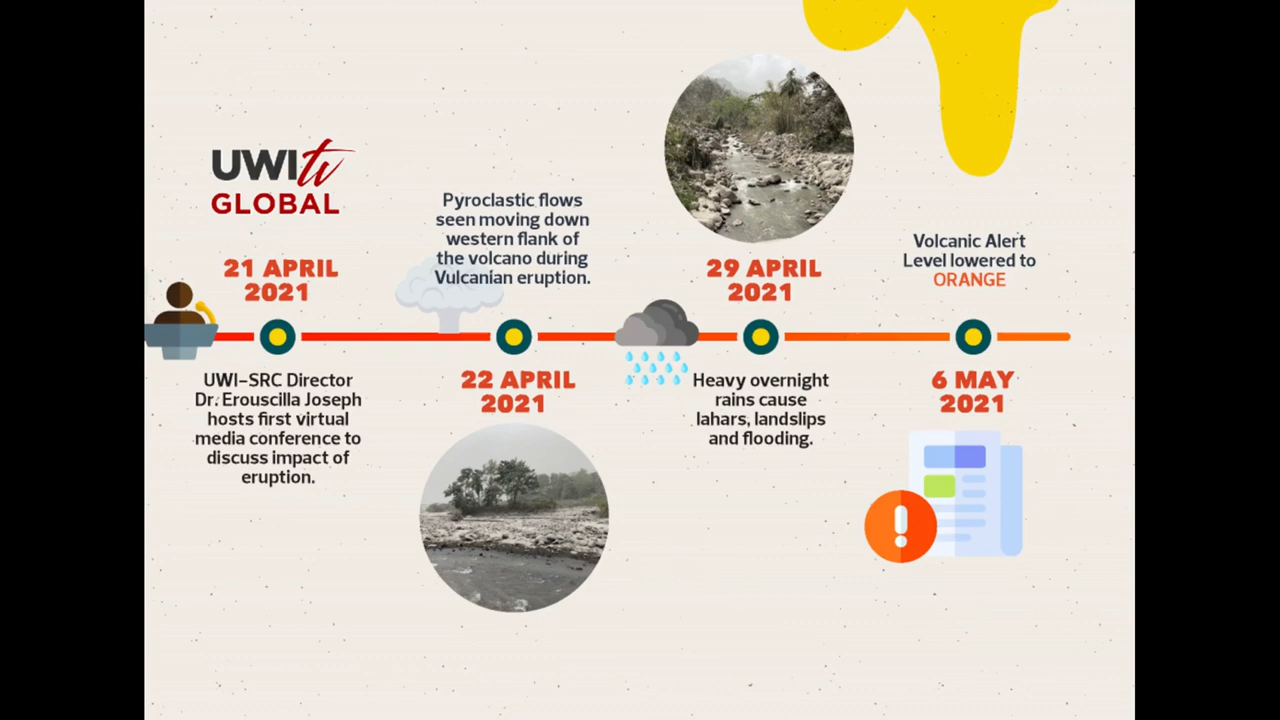 UWItv
GLOBAL
21 APRIL
2021
UWI-SRC Director
Dr. Erouscilla Joseph
hosts first virtual
media conference to
discuss impact of
eruption.
Pyroclastic flows
seen moving down
western flank of
the volcano during
Vulcanian eruption.
22 APRIL
2021
29 APRIL
2021
Heavy overnight
rains cause
lahars, landslips
and flooding.
Volcanic Alert
Level lowered to
ORANGE
6 MAY
2021